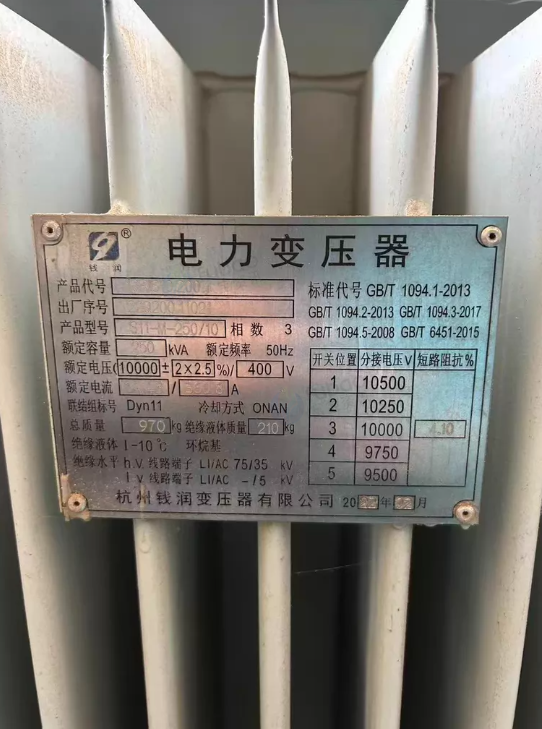 钱润 ®
电力变压器
产品代号
出厂序号
产品型号 S11-M-250/10 相数 3
额定容量 250 kVA 额定频率 50Hz
额定电压(10000±2×2.5%)/400 V
额定电流 / A
联结组标号 Dyn11 冷却方式 ONAN
总质量 970 kg 绝缘液体质量 210 kg
绝缘液体 I-10℃ 环烷基
绝缘水平 h.v. 线路端子 LI/AC 75/35 kV
l v 线路端子 LI/AC -/5 kV
标准代号 GB/T 1094.1-2013
GB/T 1094.2-2013 GB/T 1094.3-2017
GB/T 1094.5-2008 GB/T 6451-2015
开关位置 分接电压V 短路阻抗%
1 10500
2 10250
3 10000 4.10
4 9750
5 9500
杭州钱润变压器有限公司 20 年 月